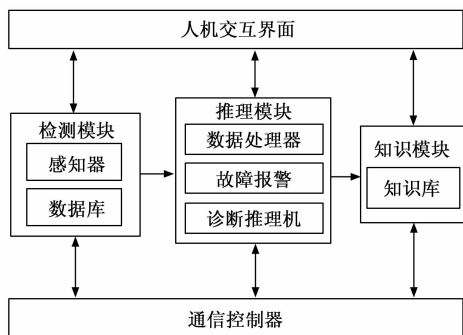 人机交互界面
检测模块
感知器
数据库
推理模块
数据处理器
故障报警
诊断推理机
知识模块
知识库
通信控制器